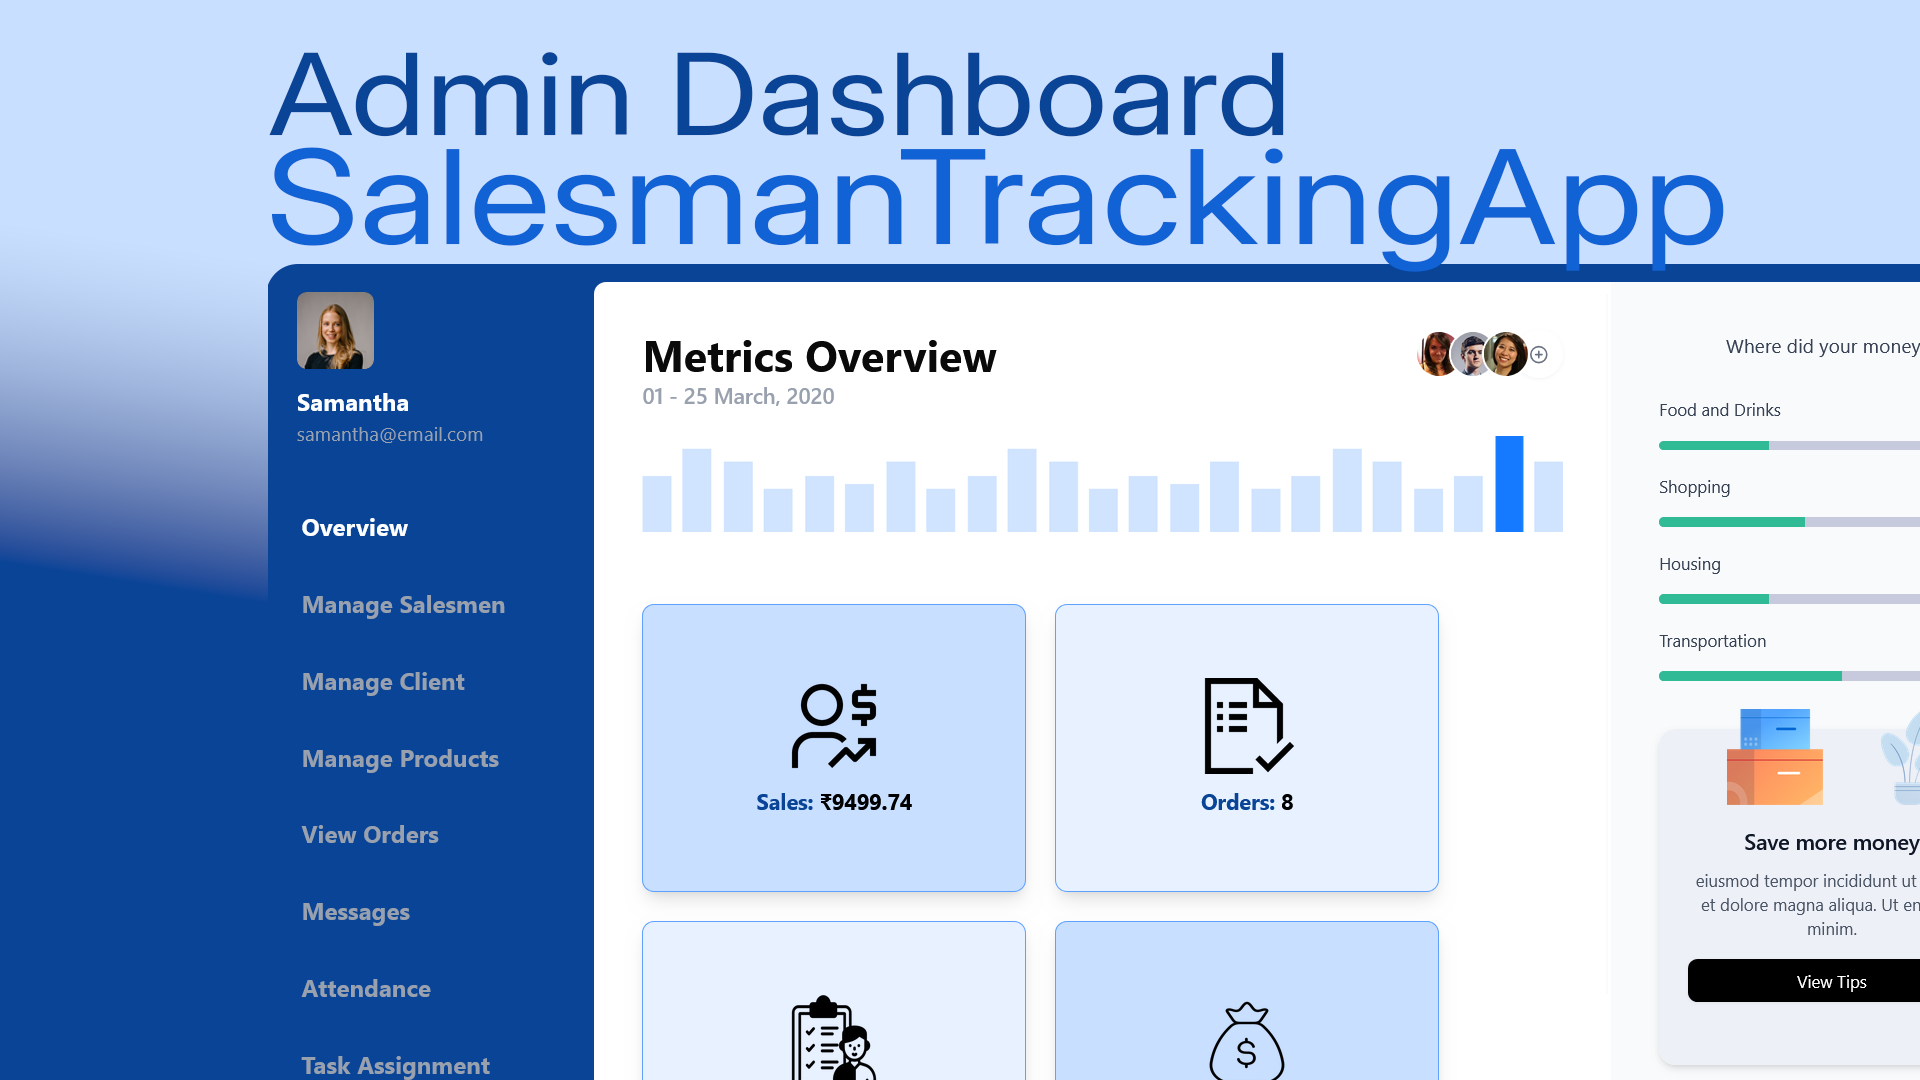 Admin Dashboard
SalesmanTrackingApp
Samantha
samantha@email.com
Overview
Manage Salesmen
Manage Client
Manage Products
View Orders
Messages
Attendance
Task Assignment
Metrics Overview
01 - 25 March, 2020
Sales: ₹9499.74
Orders: 8
Where did your money
Food and Drinks
Shopping
Housing
Transportation
Save more money
eiusmod tempor incididunt ut
et dolore magna aliqua. Ut en
minim.
View Tips